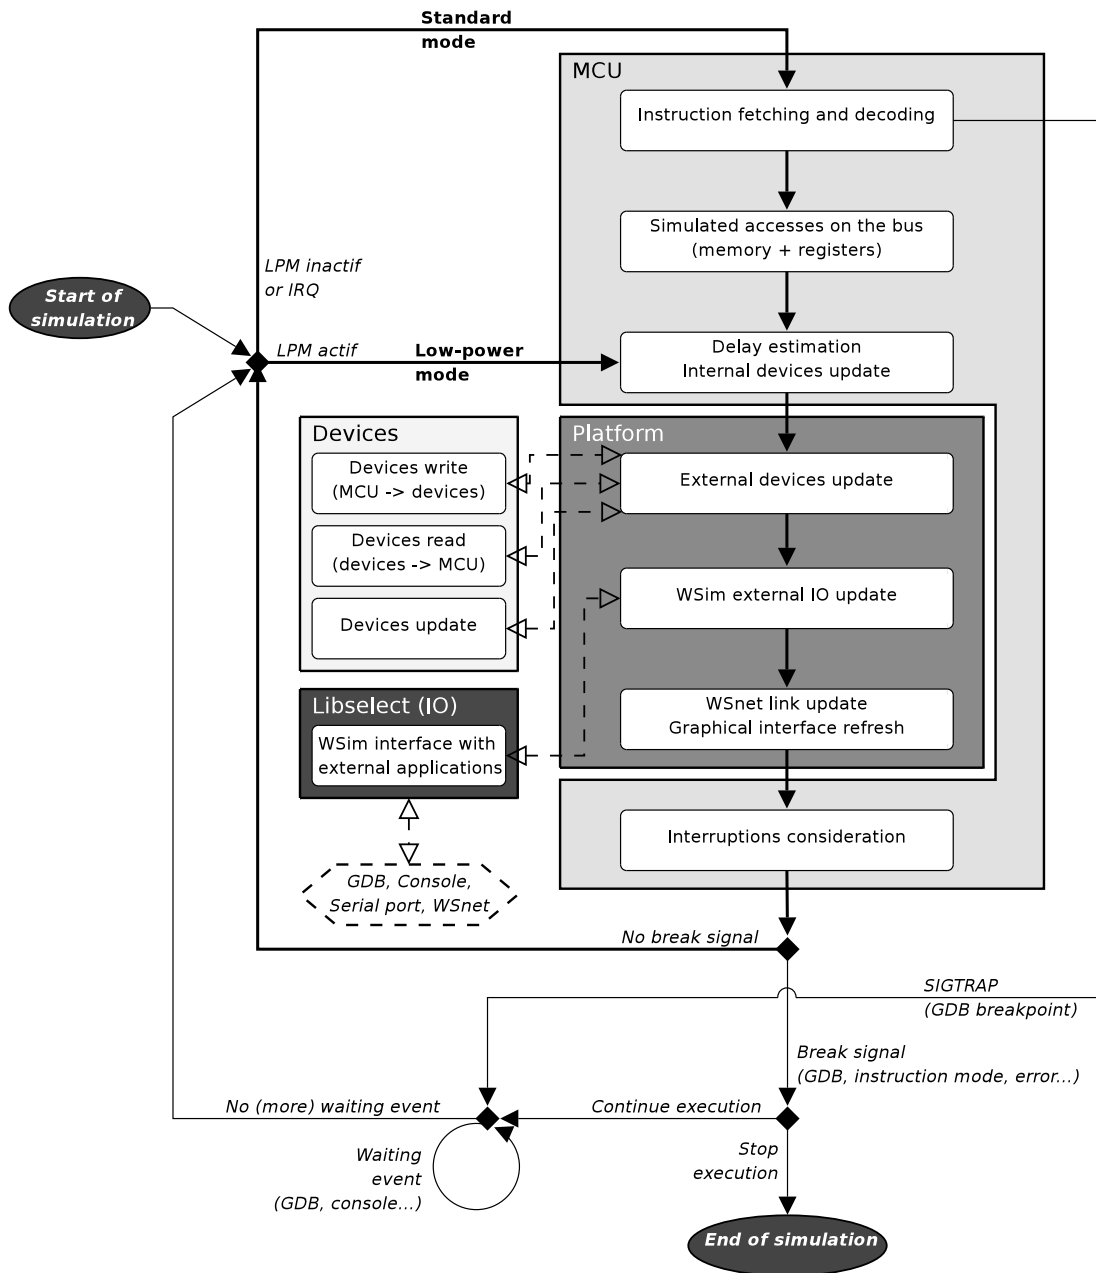 Standard
mode
MCU
Instruction fetching and decoding
Simulated accesses on the bus
(memory + registers)
LPM inactif
or IRQ
Start of
simulation
LPM actif
Low-power
mode
Delay estimation
Internal devices update
Devices
Devices write
(MCU -> devices)
Devices read
(devices -> MCU)
Devices update
Platform
External devices update
WSim external IO update
WSnet link update
Graphical interface refresh
Libselect (IO)
WSim interface with
external applications
GDB, Console,
Serial port, WSnet
Interruptions consideration
No break signal
SIGTRAP
(GDB breakpoint)
Break signal
(GDB, instruction mode, error...)
No (more) waiting event
Continue execution
Waiting
event
(GDB, console...)
Stop
execution
End of simulation